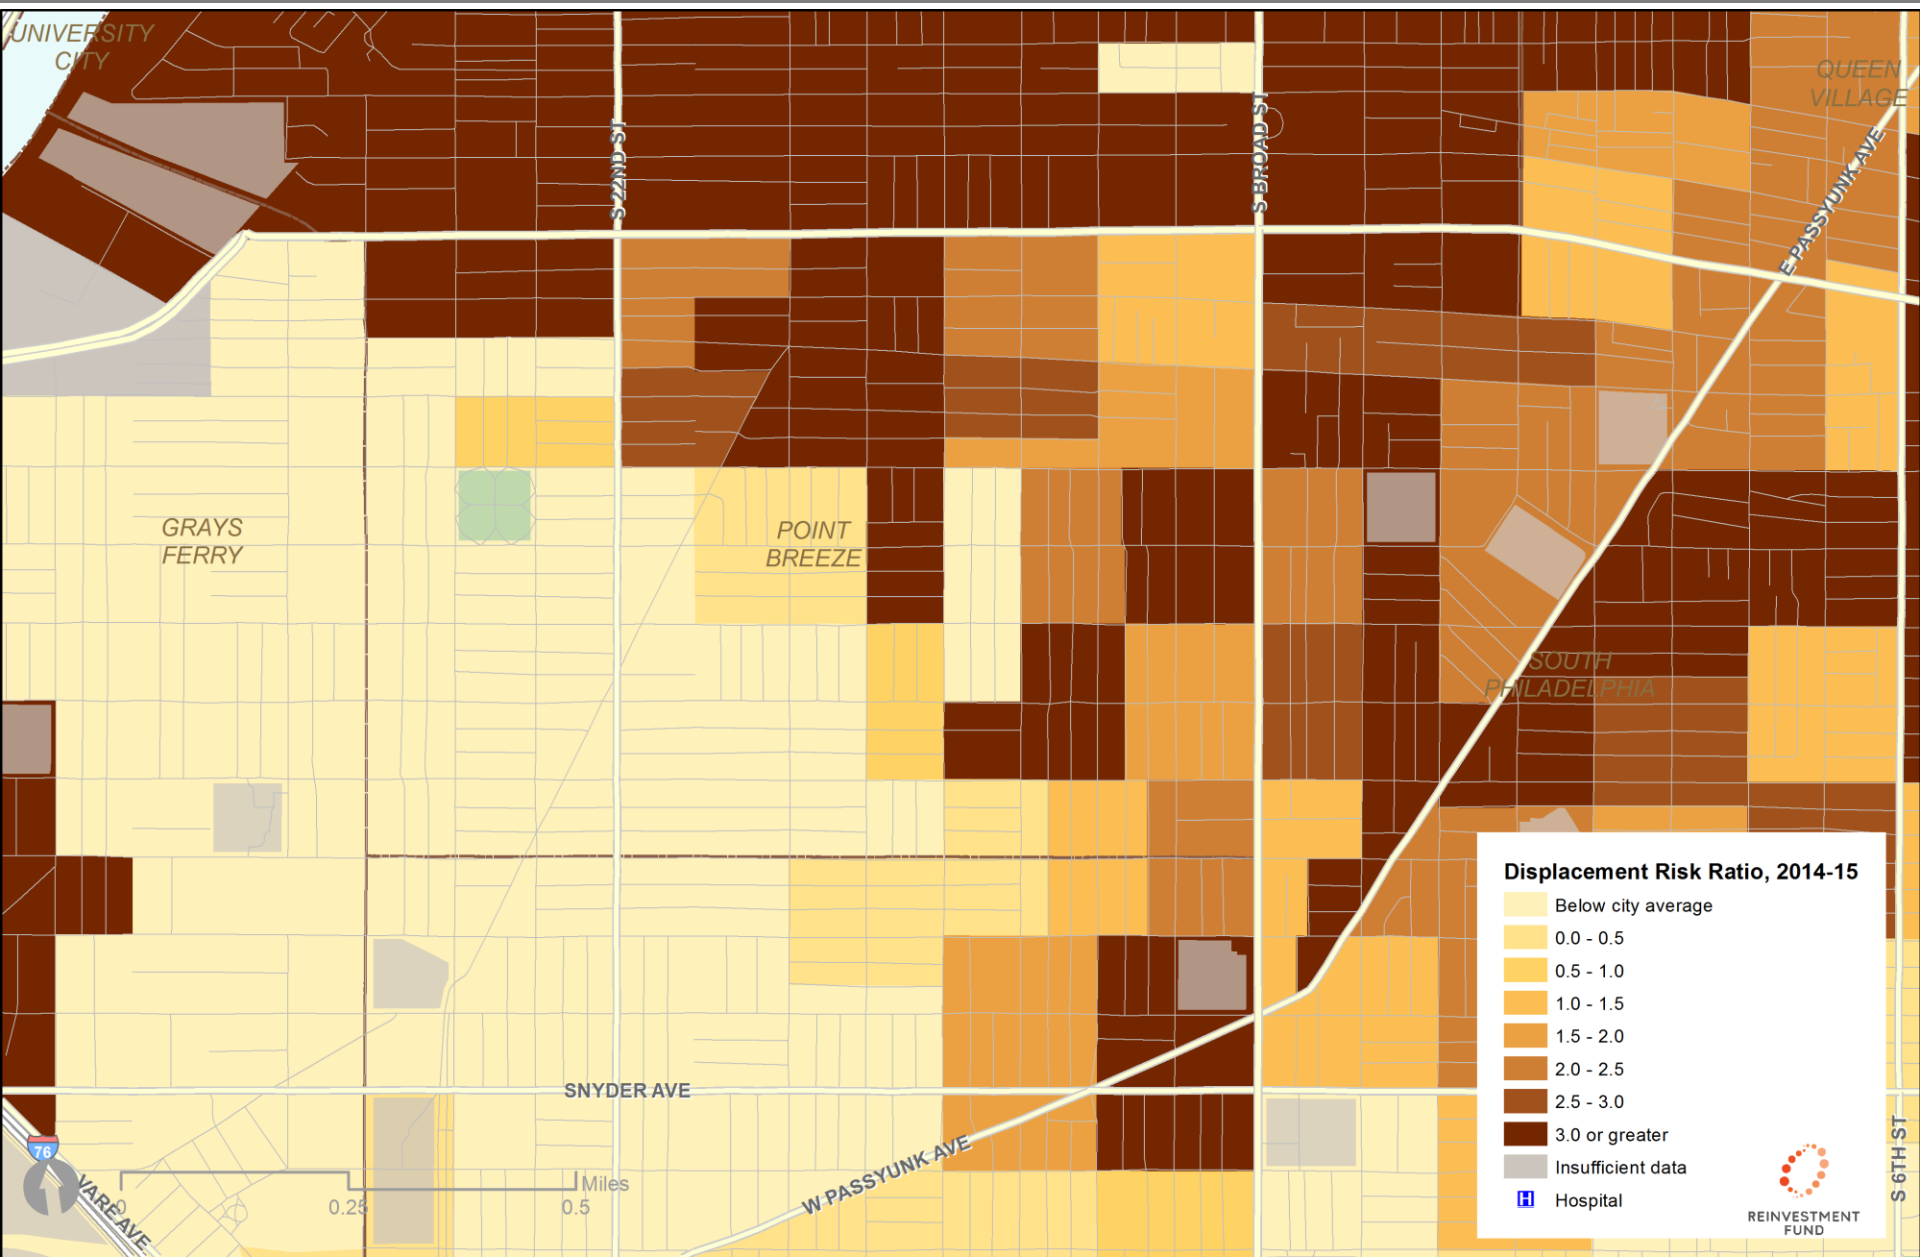 UNIVERSITY
CITY
QUEEN
VILLAGE
S 22ND ST
S BROAD ST
E PASSYUNK AVE
GRAYS
FERRY
POINT
BREEZE
SOUTH
PHILADELPHIA
SNYDER AVE
W PASSYUNK AVE
S 6TH ST
76
VARE AVE
0
0.25
0.5
Miles
Displacement Risk Ratio, 2014-15
Below city average
0.0 - 0.5
0.5 - 1.0
1.0 - 1.5
1.5 - 2.0
2.0 - 2.5
2.5 - 3.0
3.0 or greater
Insufficient data
H
Hospital
REINVESTMENT
FUND